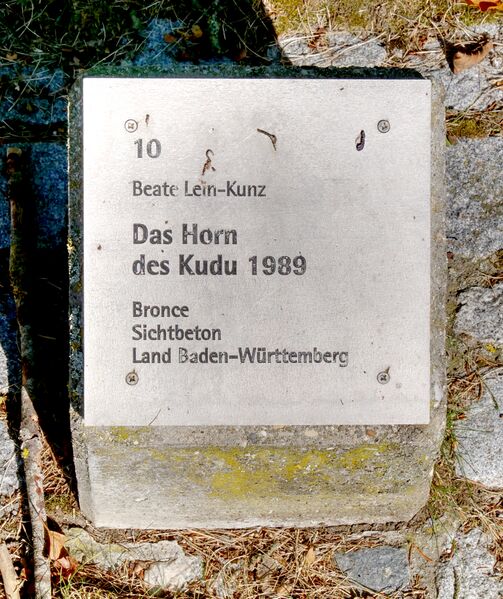 10
Beate Lein-Kunz
Das Horn
des Kudu 1989
Bronce
Sichtbeton
Land Baden-Württemberg